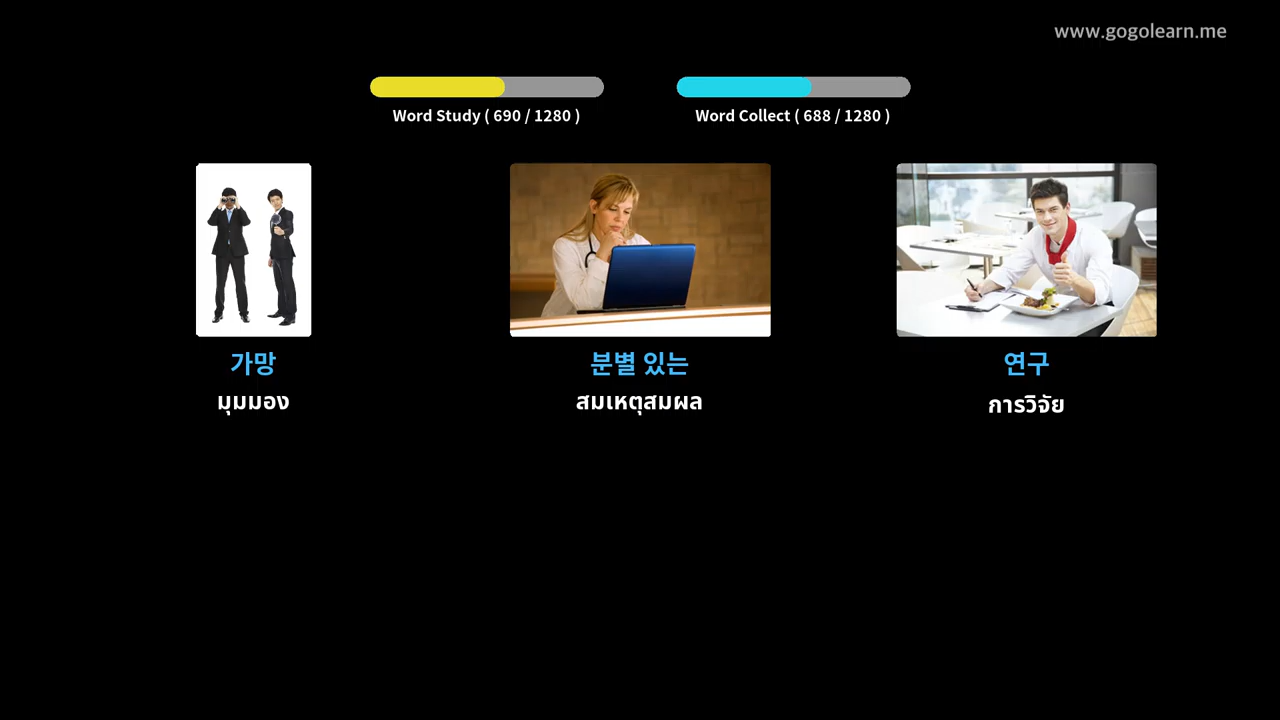 www.gogolearn.me
Word Study ( 690 / 1280 )
Word Collect ( 688 / 1280 )
가망
분별 있는
연구
มุมมอง
สมเหตุสมผล
การวิจัย